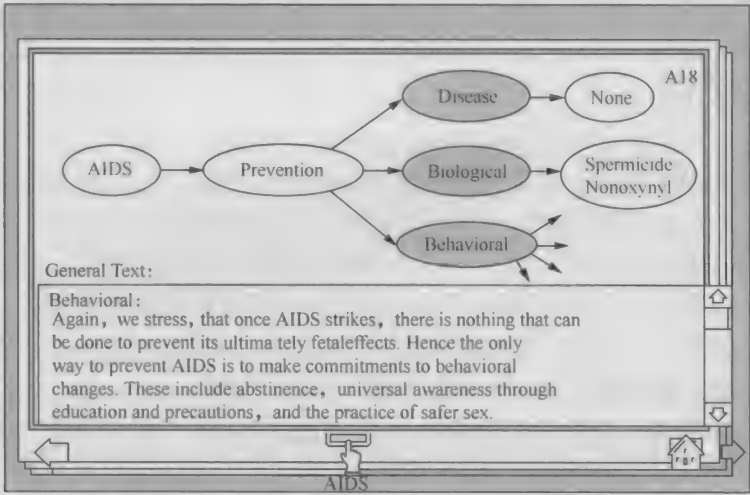 A18
Disease
None
AIDS
Prevention
Biological
Spermicide
Nonoxynyl
Behavioral
General Text:
Behavioral:
Again, we stress, that once AIDS strikes, there is nothing that can
be done to prevent its ultima tely fetaleffects. Hence the only
way to prevent AIDS is to make commitments to behavioral
changes. These include abstinence, universal awareness through
education and precautions, and the practice of safer sex.
AIDS